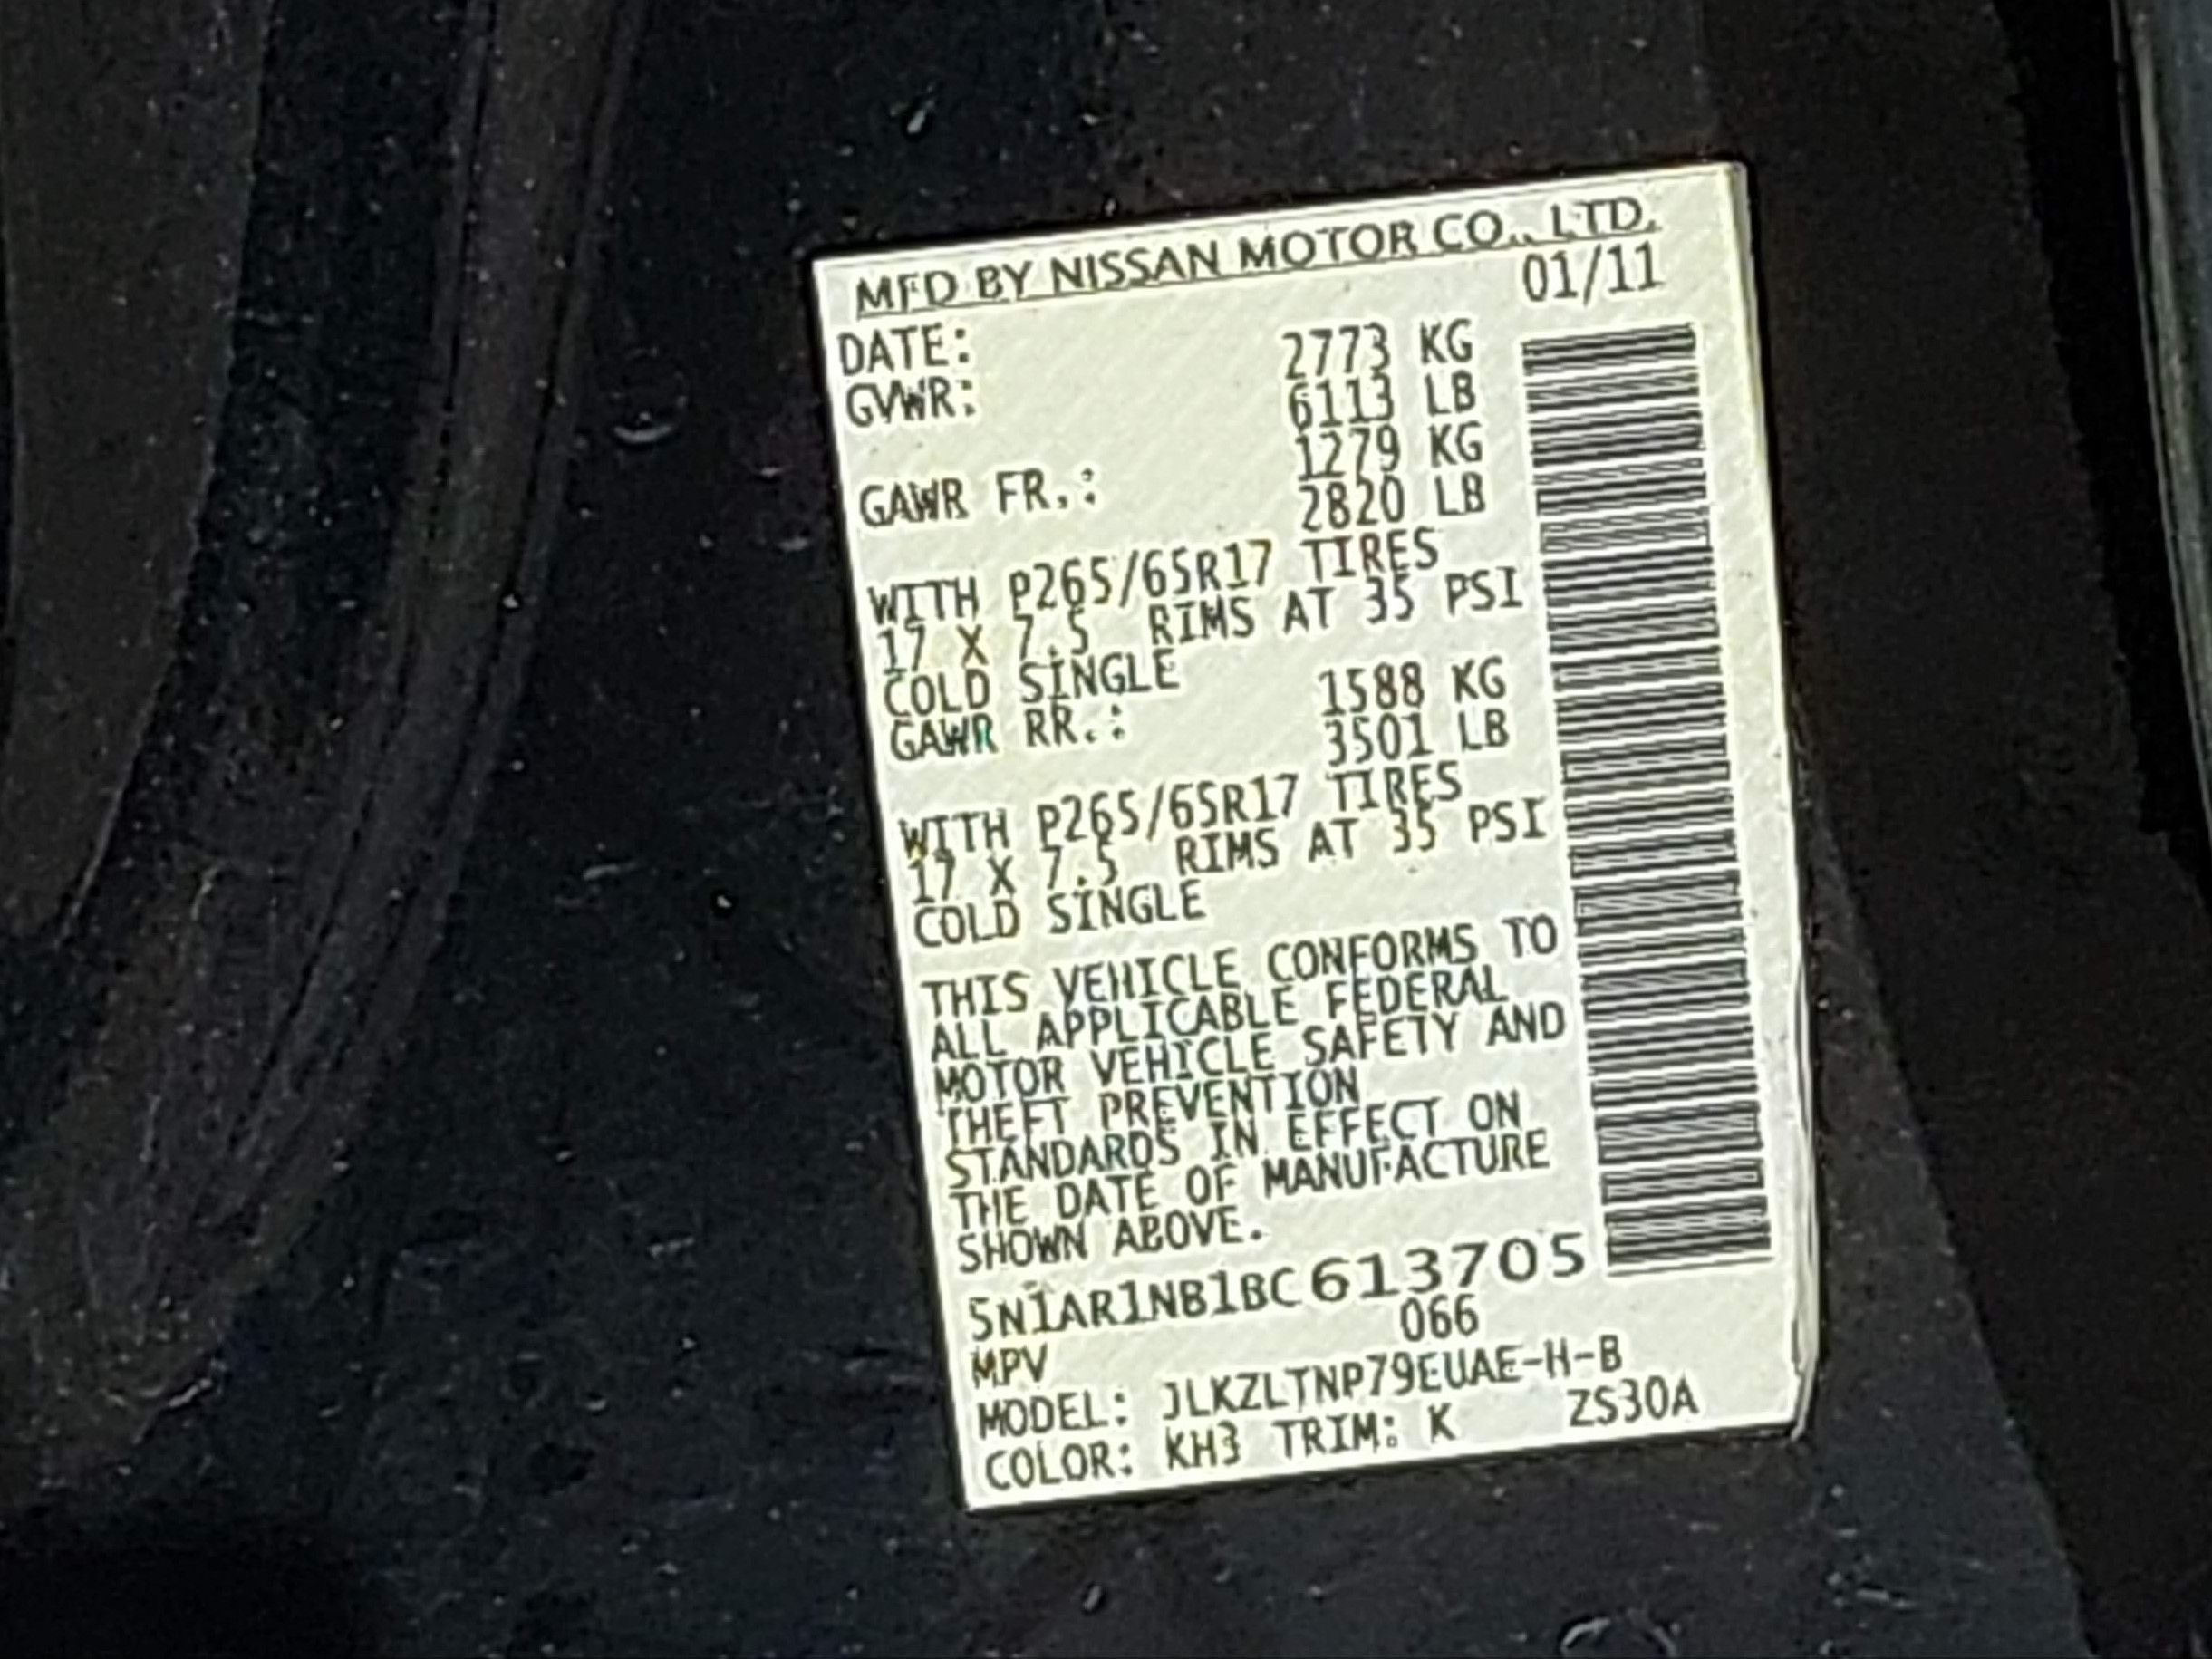 MFD BY NISSAN MOTOR CO., LTD.
DATE: 01/11
GVWR: 2773 KG
6113 LB
GAWR FR.: 1279 KG
2820 LB
WITH P265/65R17 TIRES
17 X 7.5 RIMS AT 35 PSI
COLD SINGLE
GAWR RR.: 1588 KG
3501 LB
WITH P265/65R17 TIRES
17 X 7.5 RIMS AT 35 PSI
COLD SINGLE
THIS VEHICLE CONFORMS TO
ALL APPLICABLE FEDERAL
MOTOR VEHICLE SAFETY AND
THEFT PREVENTION
STANDARDS IN EFFECT ON
THE DATE OF MANUFACTURE
SHOWN ABOVE.
5N1AR1NB1BC613705
066
MPV
MODEL: JLKZLTNP79EUAE-H-B
COLOR: KH3 TRIM: K ZS30A